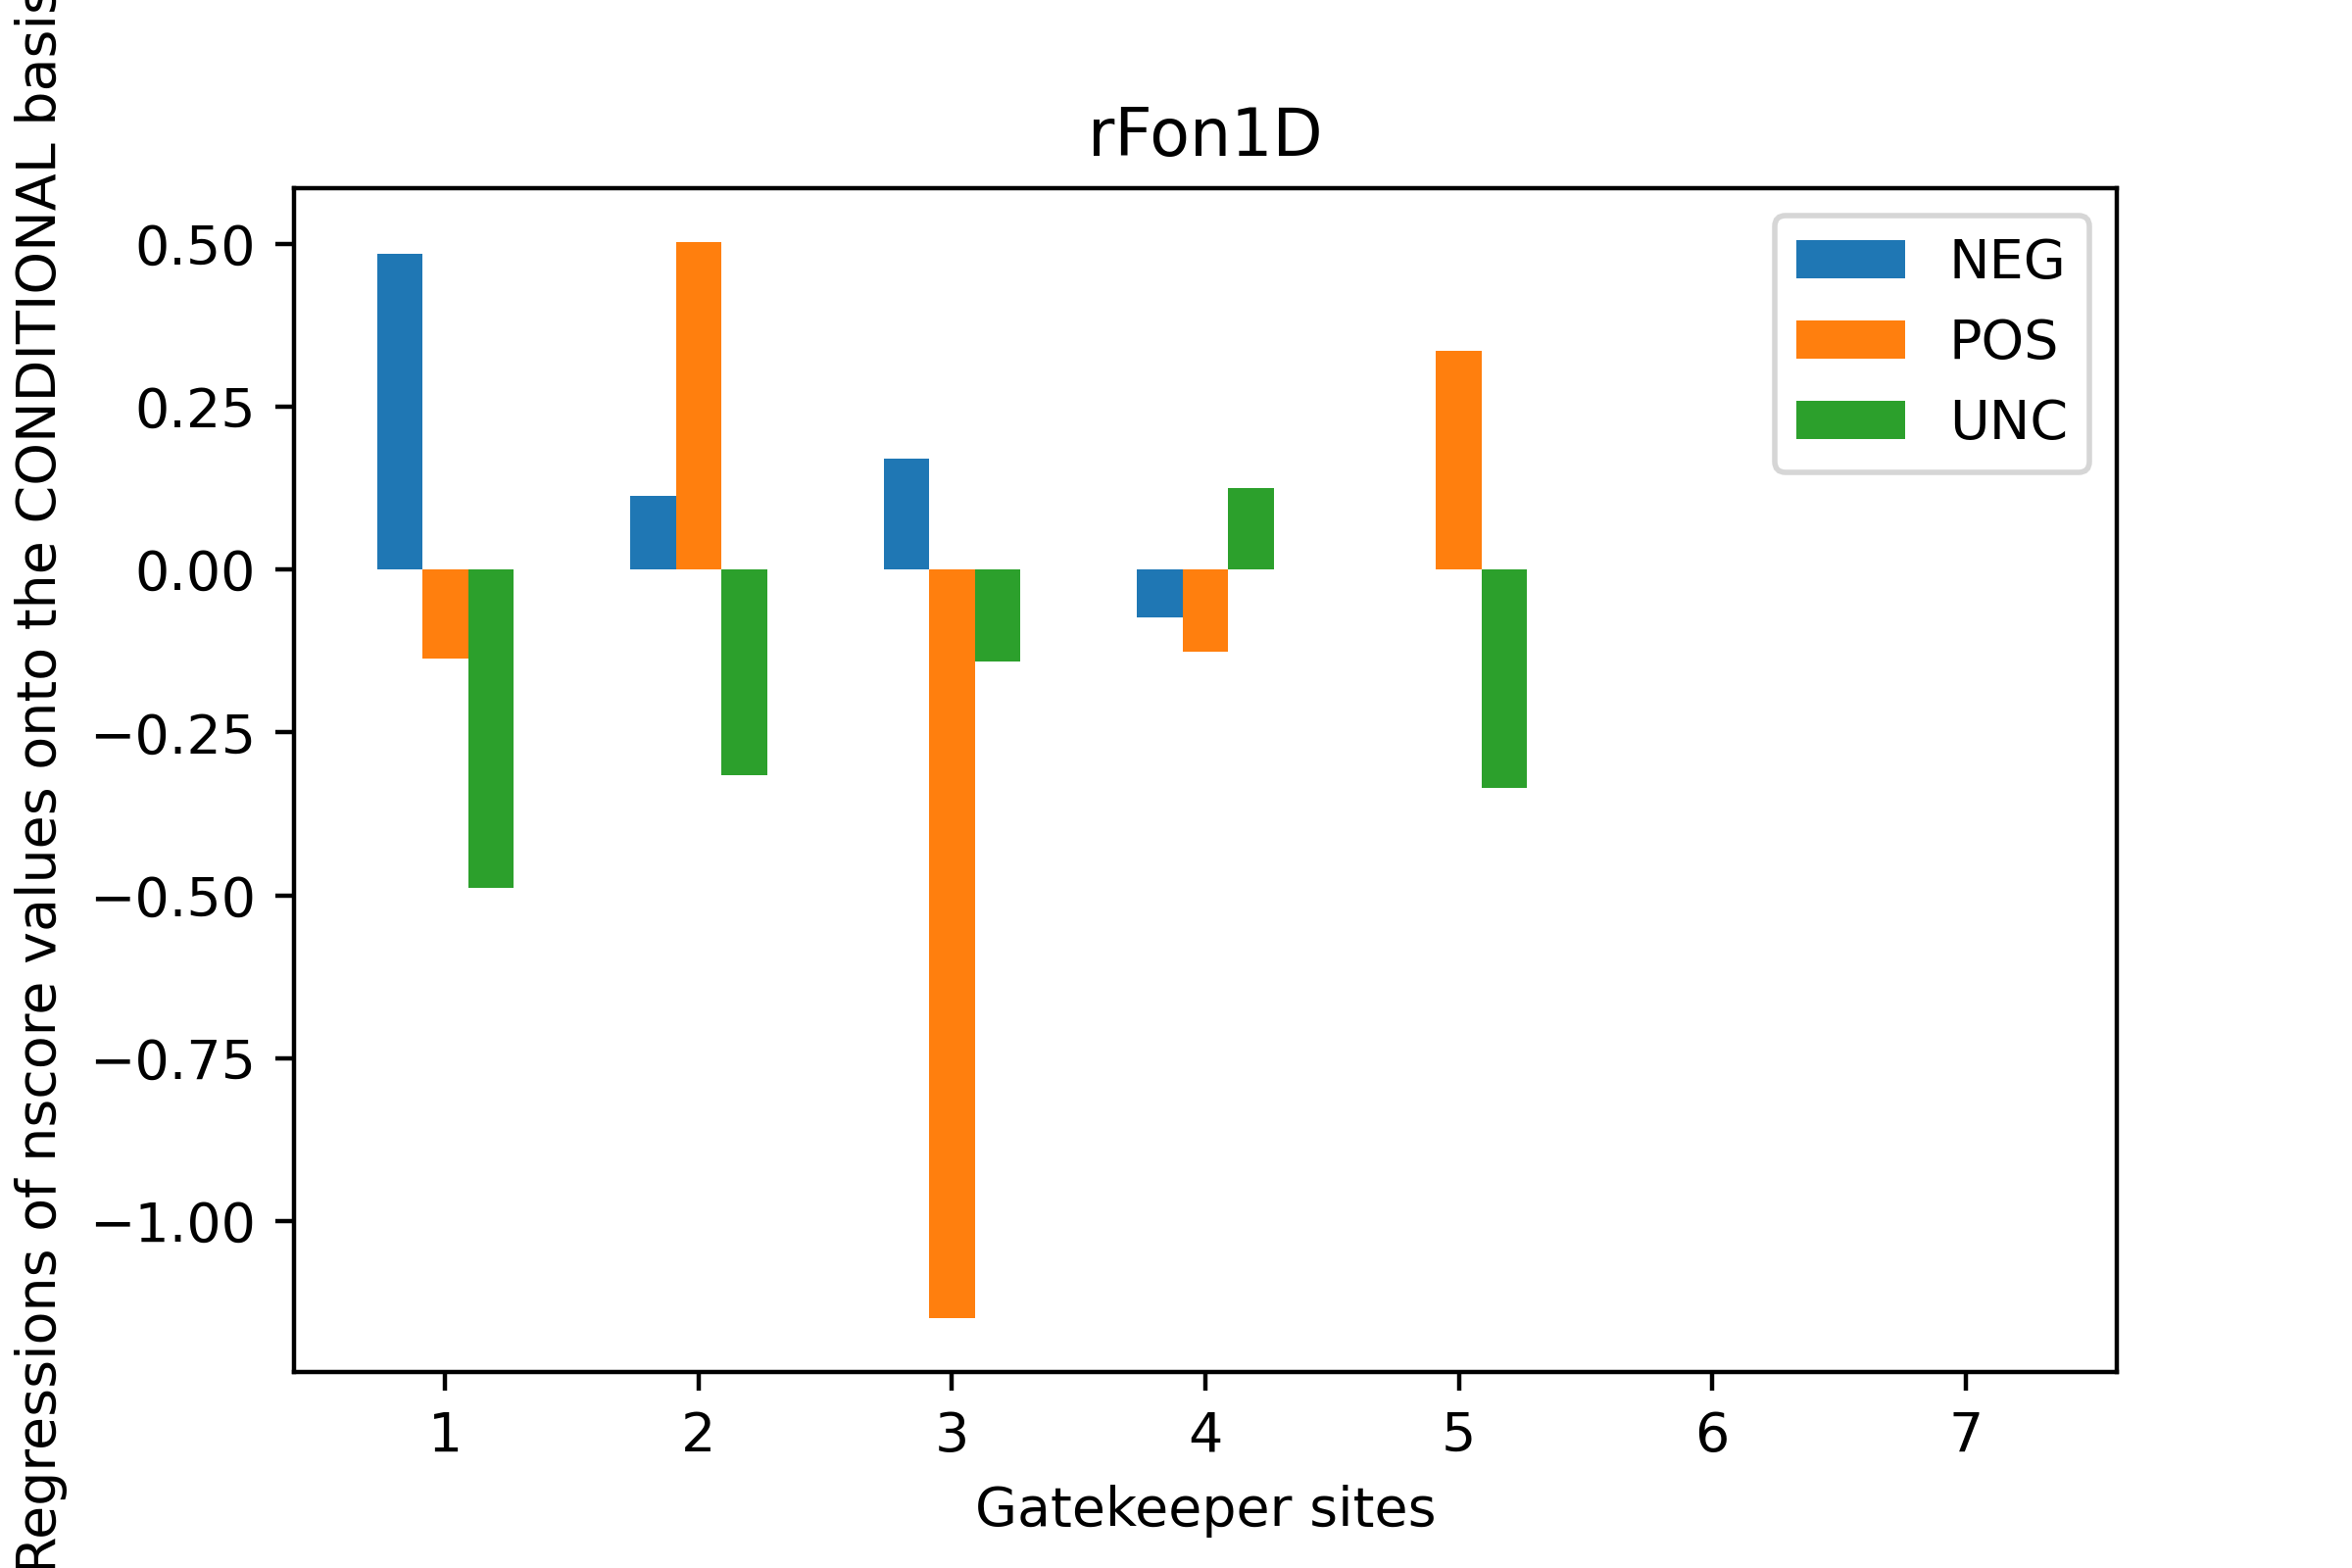 rFon1D
Regressions of nscore values onto the CONDITIONAL basis
0.50
0.25
0.00
−0.25
−0.50
−0.75
−1.00
NEG
POS
UNC
1 2 3 4 5 6 7
Gatekeeper sites